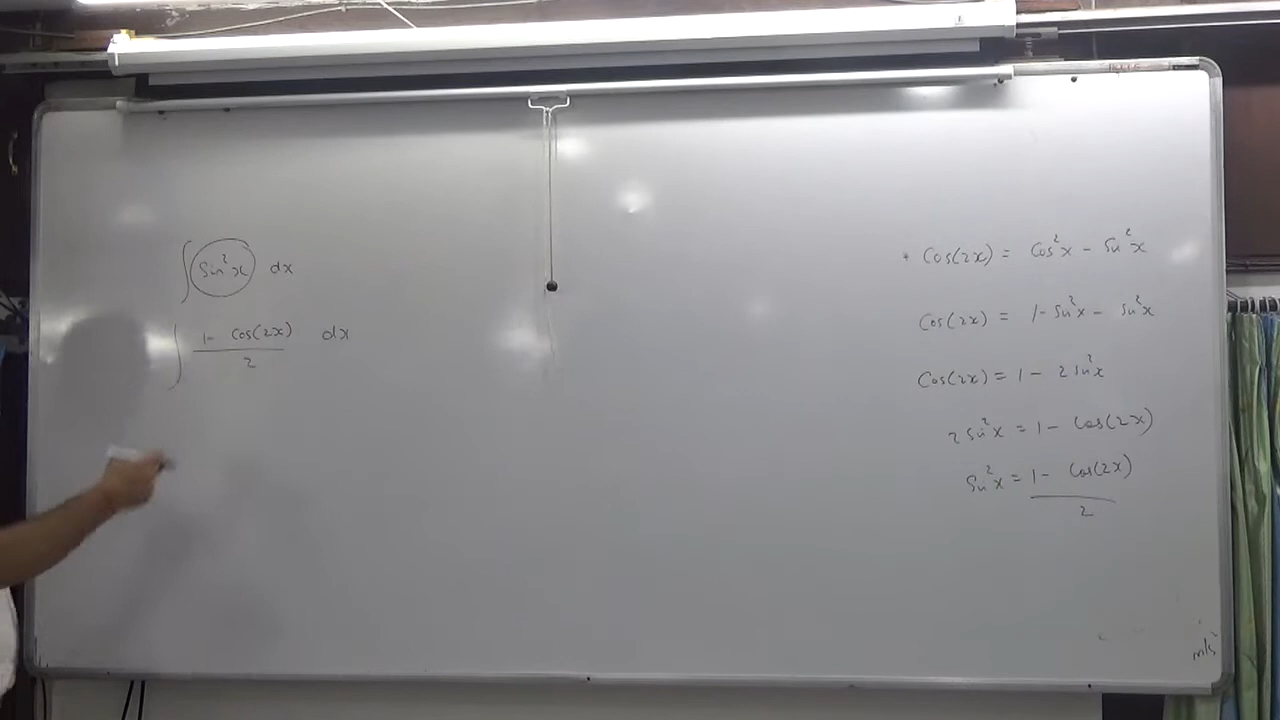 ∫ Sin²x dx
∫ (1 - Cos(2x))/2 dx
* Cos(2x) = Cos²x - Sin²x
Cos(2x) = 1 - Sin²x - Sin²x
Cos(2x) = 1 - 2 Sin²x
2 Sin²x = 1 - Cos(2x)
Sin²x = (1 - Cos(2x))/2